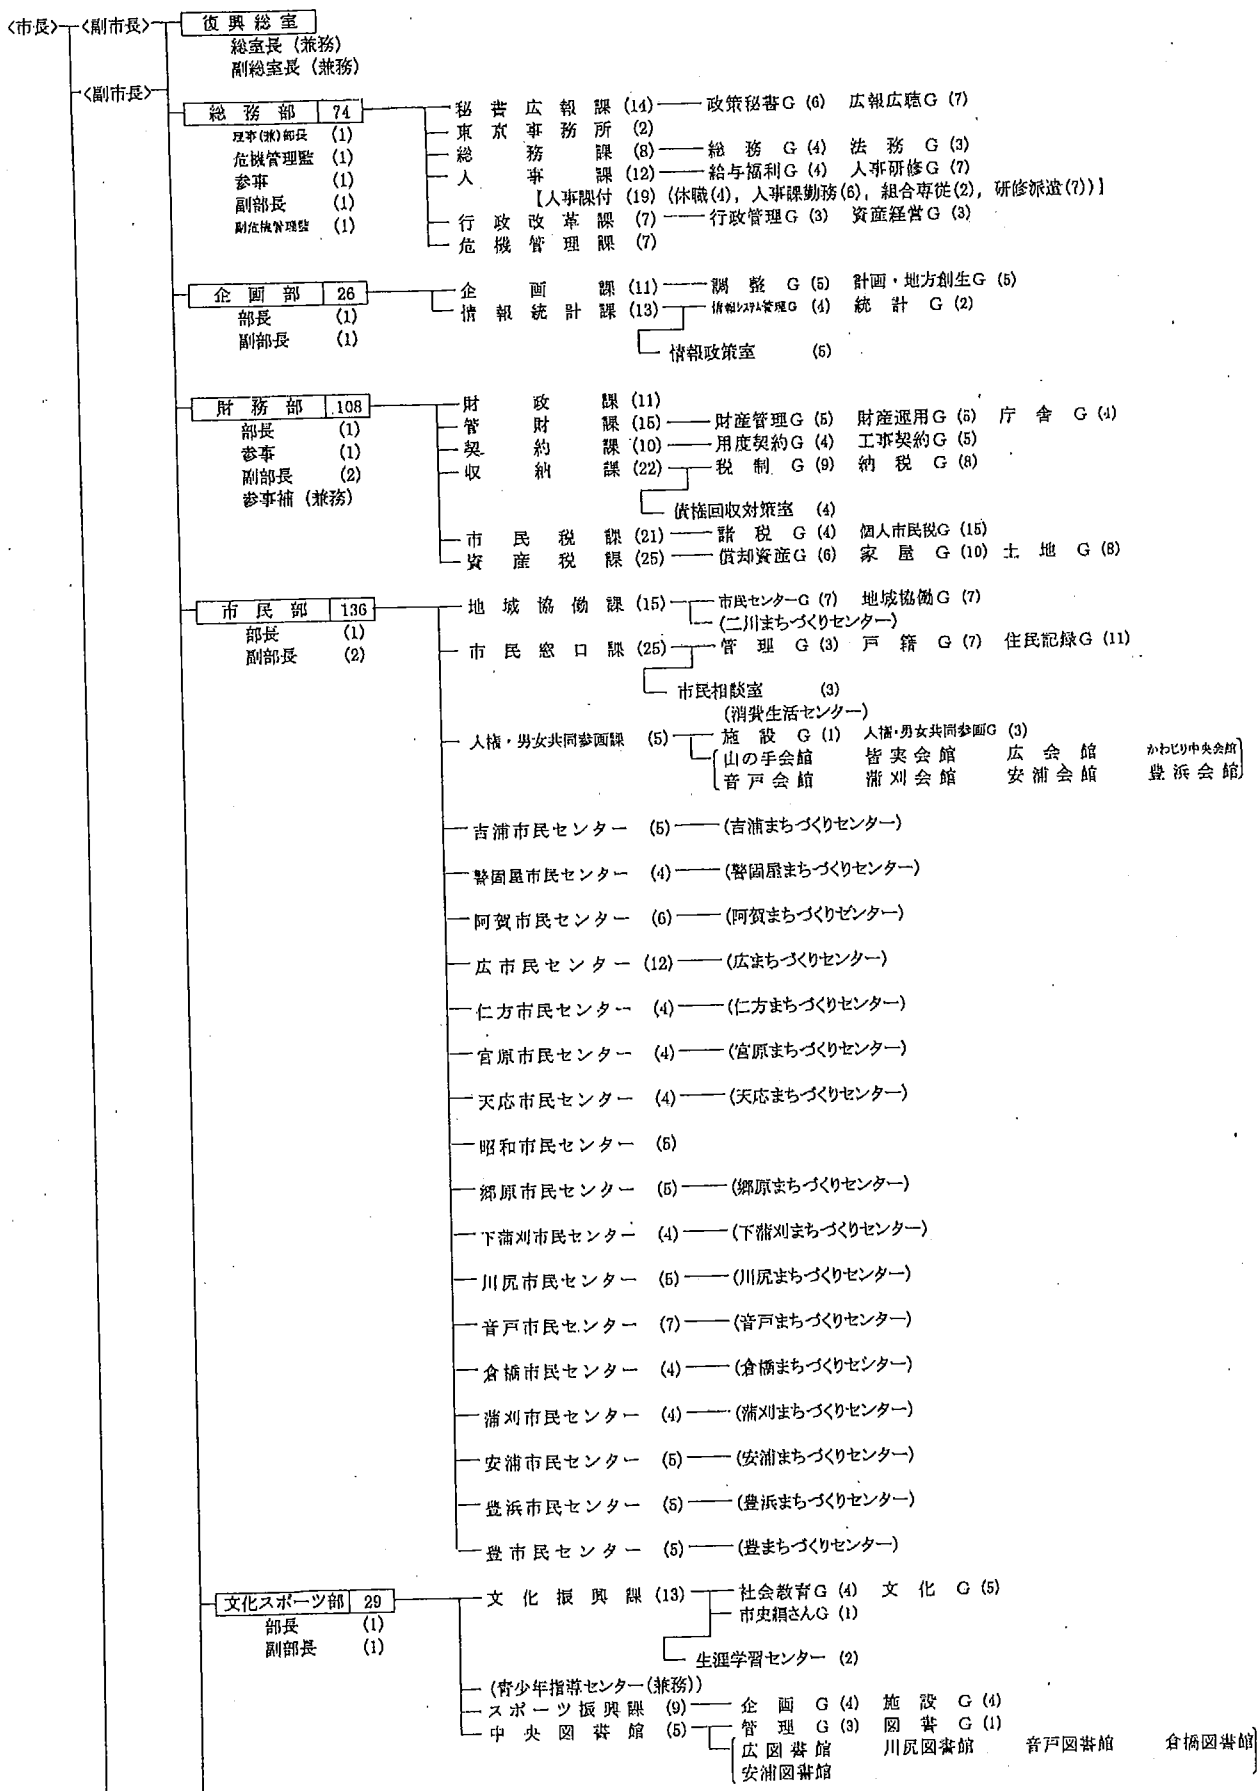 <市長> <副市長> 復興総室
総室長 (兼務)
副総室長 (兼務)
<副市長>
総務部 74 秘書広報課 (14) 政策秘書G (6) 広報広聴G (7)
理事(兼)部長 (1) 東京事務所 (2)
危機管理監 (1) 総務課 (8) 総務G (4) 法務G (3)
参事 (1) 人事課 (12) 給与福利G (4) 人事研修G (7)
副部長 (1) 【人事課付 (19) (休職(4), 人事課勤務(6), 組合専従(2), 研修派遣(7))】
副危機管理監 (1) 行政改革課 (7) 行政管理G (3) 資産経営G (3)
危機管理課 (7)
企画部 26 企画課 (11) 調整G (5) 計画・地方創生G (5)
部長 (1) 情報統計課 (13) 情報システム管理G (4) 統計G (2)
副部長 (1)
情報政策室 (6)
財務部 108 財政課 (11)
部長 (1) 管財課 (15) 財産管理G (5) 財産運用G (5) 庁舎G (4)
参事 (1) 契約課 (10) 用度契約G (4) 工事契約G (5)
副部長 (2) 収納課 (22) 税制G (9) 納税G (8)
参事補 (兼務)
債権回収対策室 (4)
市民税課 (21) 諸税G (4) 個人市民税G (15)
資産税課 (25) 償却資産G (6) 家屋G (10) 土地G (8)
市民部 136 地域協働課 (15) 市民センターG (7) 地域協働G (7)
部長 (1) (二川まちづくりセンター)
副部長 (2) 市民窓口課 (25) 管理G (3) 戸籍G (7) 住民記録G (11)
市民相談室 (3)
(消費生活センター)
人権・男女共同参画課 (5) 施設G (1) 人権・男女共同参画G (3)
山の手会館 皆実会館 広会館 かわじり中央会館
音戸会館 蒲刈会館 安浦会館 豊浜会館
吉浦市民センター (5) (吉浦まちづくりセンター)
警固屋市民センター (4) (警固屋まちづくりセンター)
阿賀市民センター (6) (阿賀まちづくりセンター)
広市民センター (12) (広まちづくりセンター)
仁方市民センター (4) (仁方まちづくりセンター)
宮原市民センター (4) (宮原まちづくりセンター)
天応市民センター (4) (天応まちづくりセンター)
昭和市民センター (5)
郷原市民センター (5) (郷原まちづくりセンター)
下蒲刈市民センター (4) (下蒲刈まちづくりセンター)
川尻市民センター (5) (川尻まちづくりセンター)
音戸市民センター (7) (音戸まちづくりセンター)
倉橋市民センター (4) (倉橋まちづくりセンター)
蒲刈市民センター (4) (蒲刈まちづくりセンター)
安浦市民センター (5) (安浦まちづくりセンター)
豊浜市民センター (5) (豊浜まちづくりセンター)
豊市民センター (5) (豊まちづくりセンター)
文化スポーツ部 29 文化振興課 (13) 社会教育G (4) 文化G (5)
部長 (1) 市史編さんG (1)
副部長 (1)
生涯学習センター (2)
(青少年指導センター(兼務))
スポーツ振興課 (9) 企画G (4) 施設G (4)
中央図書館 (5) 管理G (3) 図書G (1)
広図書館 川尻図書館 音戸図書館 倉橋図書館
安浦図書館